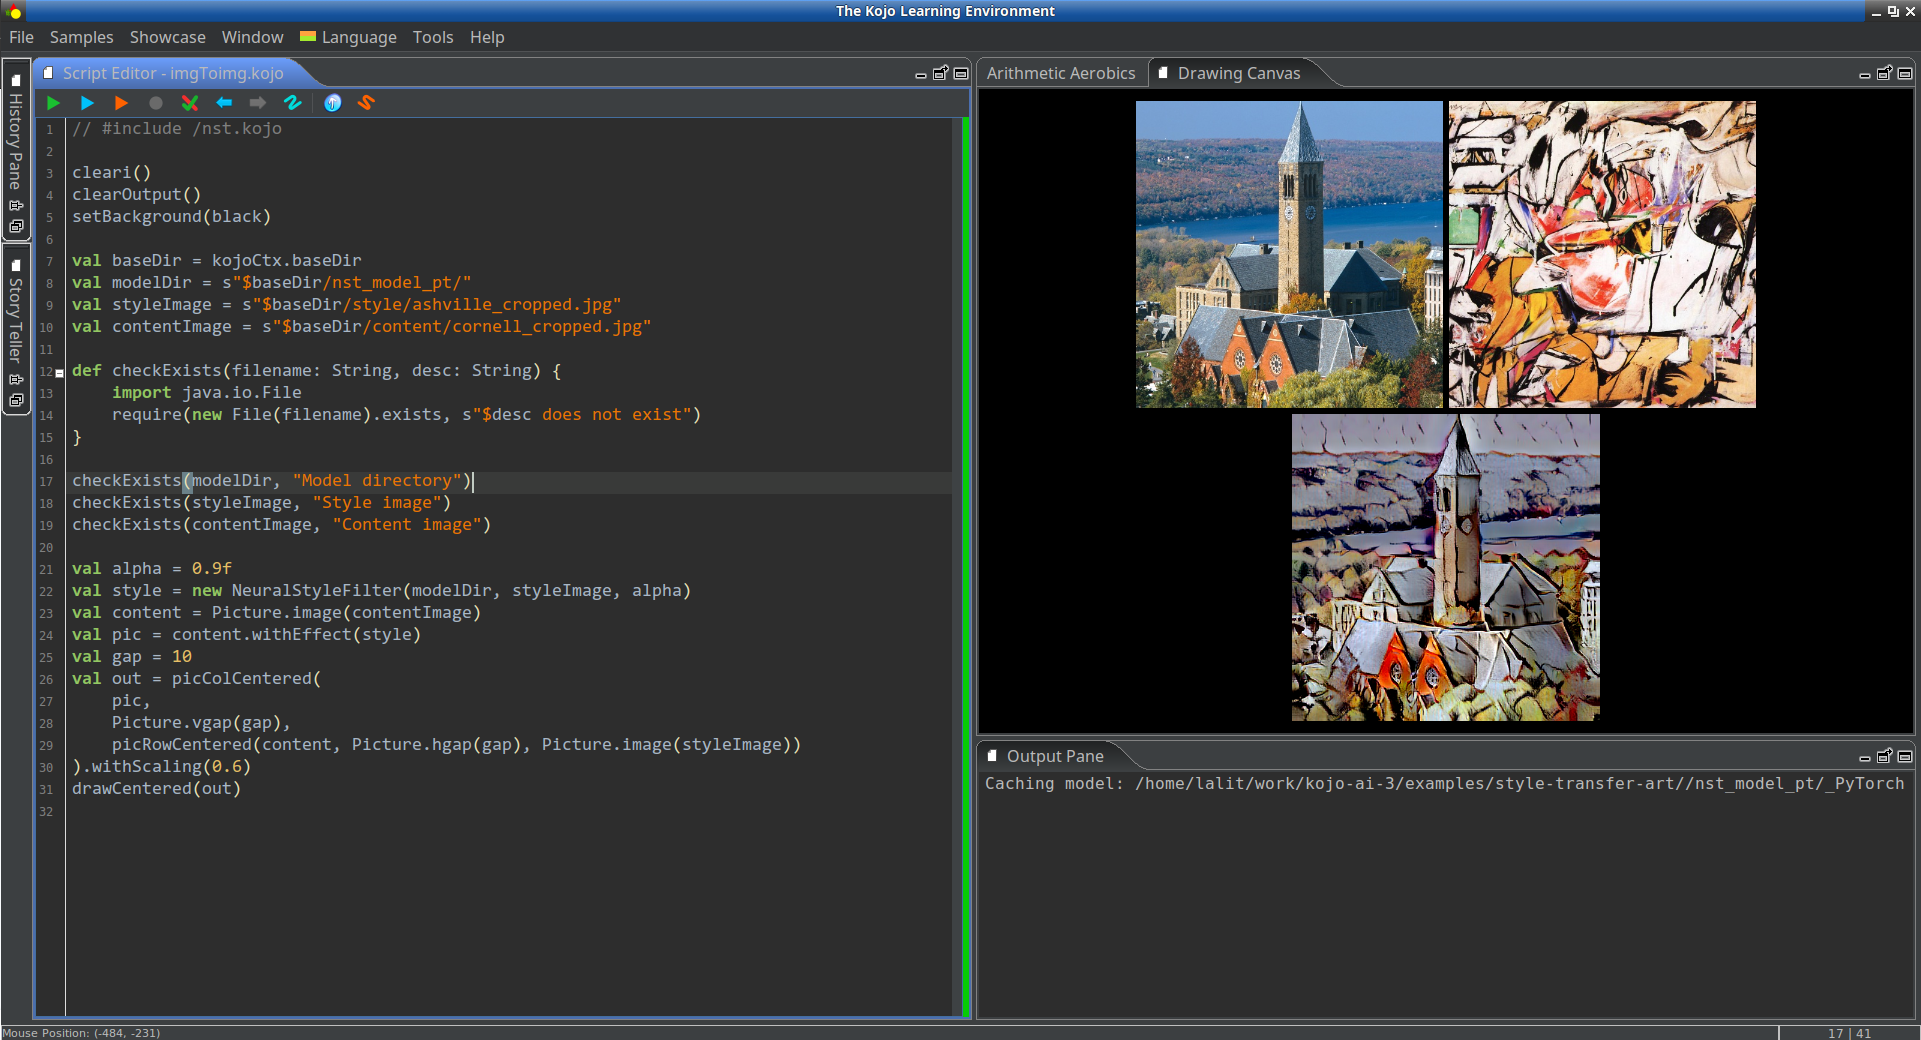 The Kojo Learning Environment
File Samples Showcase Window Language Tools Help
History Pane
Story Teller
Script Editor - imgToimg.kojo
1 // #include /nst.kojo
2
3 cleari()
4 clearOutput()
5 setBackground(black)
6
7 val baseDir = kojoCtx.baseDir
8 val modelDir = s"$baseDir/nst_model_pt/"
9 val styleImage = s"$baseDir/style/ashville_cropped.jpg"
10 val contentImage = s"$baseDir/content/cornell_cropped.jpg"
11
12 def checkExists(filename: String, desc: String) {
13     import java.io.File
14     require(new File(filename).exists, s"$desc does not exist")
15 }
16
17 checkExists(modelDir, "Model directory")
18 checkExists(styleImage, "Style image")
19 checkExists(contentImage, "Content image")
20
21 val alpha = 0.9f
22 val style = new NeuralStyleFilter(modelDir, styleImage, alpha)
23 val content = Picture.image(contentImage)
24 val pic = content.withEffect(style)
25 val gap = 10
26 val out = picColCentered(
27     pic,
28     Picture.vgap(gap),
29     picRowCentered(content, Picture.hgap(gap), Picture.image(styleImage))
30 ).withScaling(0.6)
31 drawCentered(out)
32
Arithmetic Aerobics
Drawing Canvas
Output Pane
Caching model: /home/lalit/work/kojo-ai-3/examples/style-transfer-art//nst_model_pt/_PyTorch
Mouse Position: (-484, -231)
17 | 41